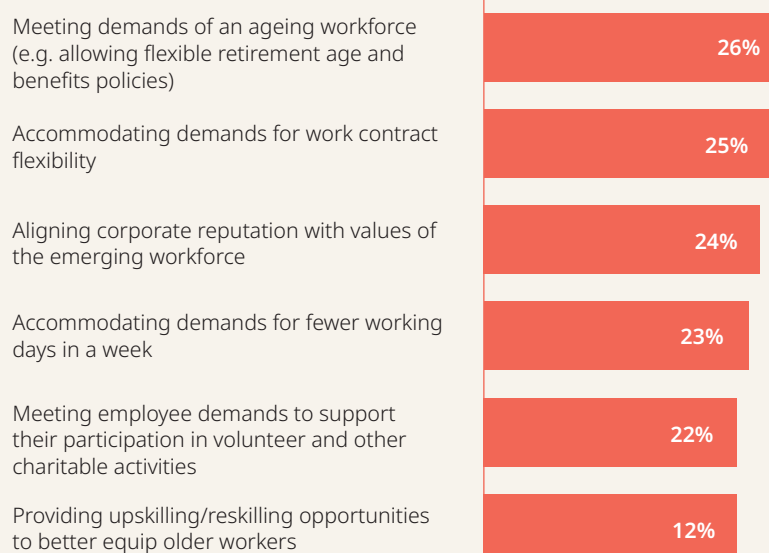 Meeting demands of an ageing workforce
(e.g. allowing flexible retirement age and
benefits policies)
26%
Accommodating demands for work contract
flexibility
25%
Aligning corporate reputation with values of
the emerging workforce
24%
Accommodating demands for fewer working
days in a week
23%
Meeting employee demands to support
their participation in volunteer and other
charitable activities
22%
Providing upskilling/reskilling opportunities
to better equip older workers
12%